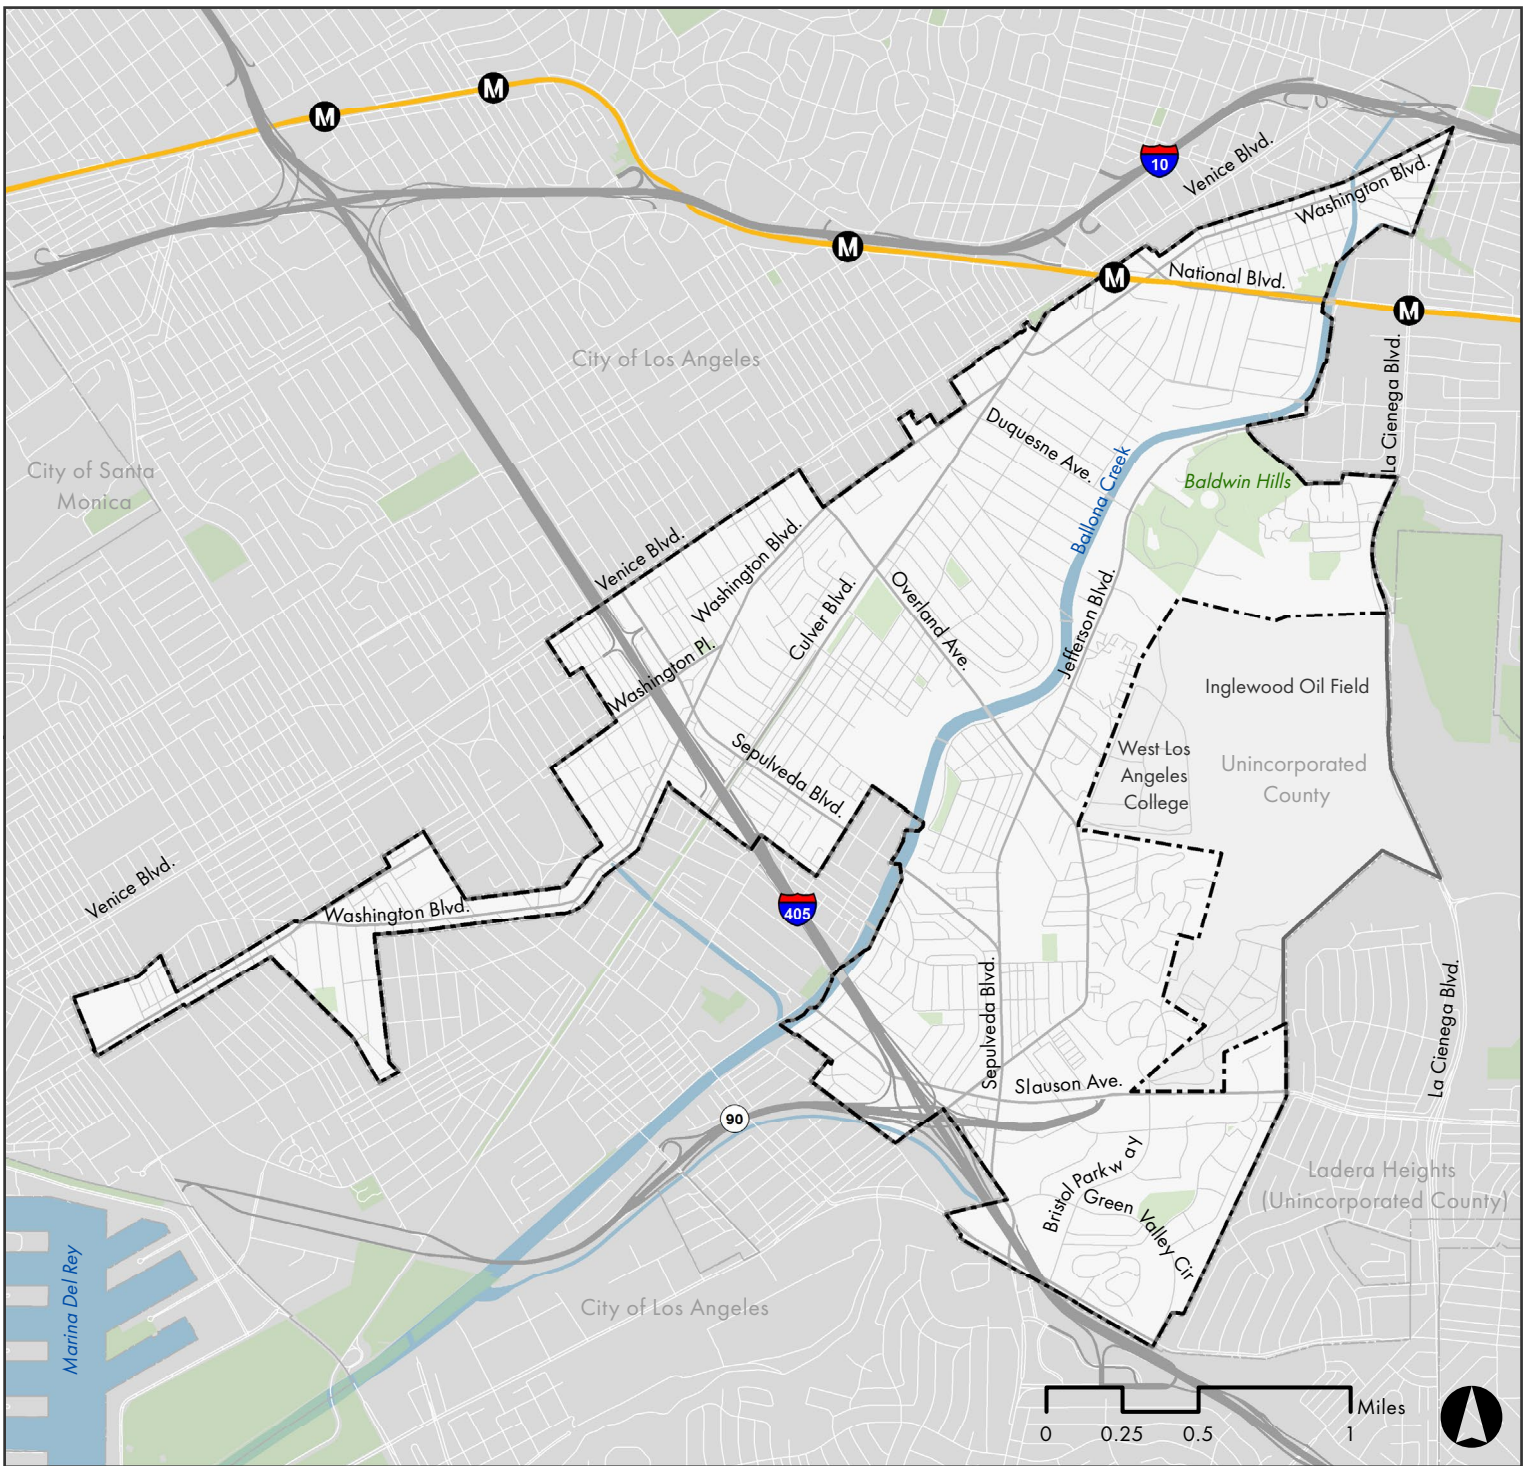 M
M
10
Venice Blvd.
Washington Blvd.
M
M
National Blvd.
M
City of Los Angeles
La Cienega Blvd.
Duquesne Ave.
City of Santa
Monica
Baldwin Hills
Ballona Creek
Venice Blvd.
Washington Blvd.
Culver Blvd.
Overland Ave.
Jefferson Blvd.
Washington Pl.
Inglewood Oil Field
Sepulveda Blvd.
West Los
Angeles
College
Unincorporated
County
Venice Blvd.
Washington Blvd.
405
Sepulveda Blvd.
La Cienega Blvd.
Slauson Ave.
90
Bristol Parkway
Green Valley Cir
Ladera Heights
(Unincorporated County)
Marina Del Rey
City of Los Angeles
Miles
0 0.25 0.5 1